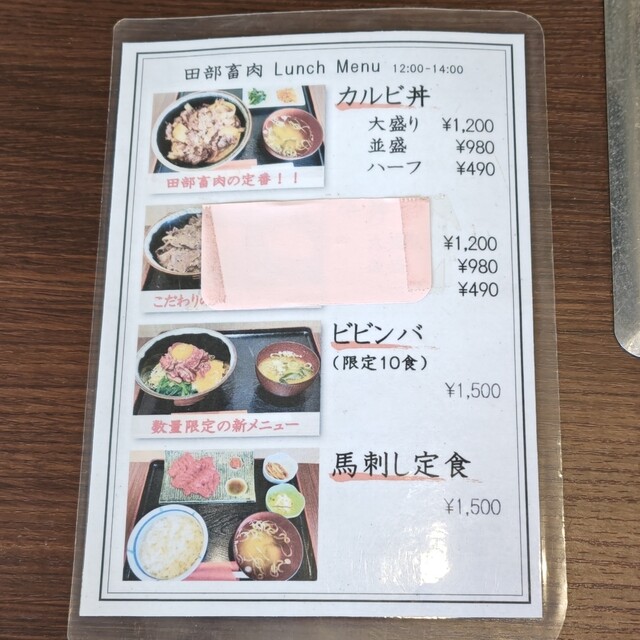 田部畜肉 Lunch Menu 12:00-14:00
カルビ丼
大盛り ¥1,200
並盛 ¥980
ハーフ ¥490
田部畜肉の定番！！
¥1,200
¥980
¥490
こだわりの
ビビンバ
(限定10食)
¥1,500
数量限定の新メニュー
馬刺し定食
¥1,500